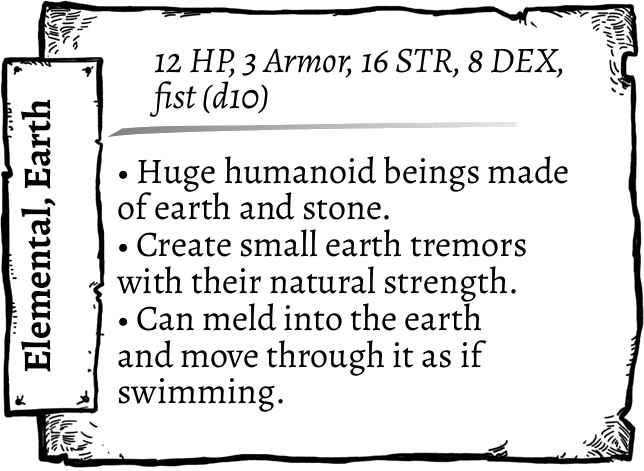 Elemental, Earth
12 HP, 3 Armor, 16 STR, 8 DEX,
fist (d10)
• Huge humanoid beings made
of earth and stone.
• Create small earth tremors
with their natural strength.
• Can meld into the earth
and move through it as if
swimming.